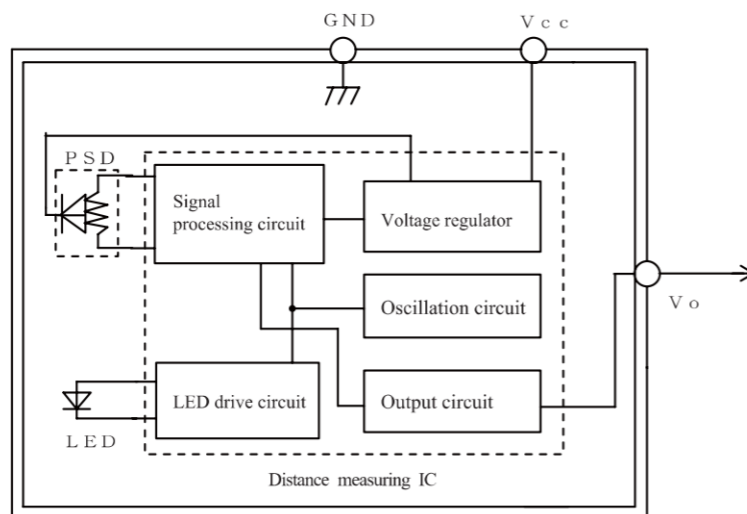 GND
Vcc
PSD
Signal
processing circuit
Voltage regulator
Oscillation circuit
Vo
LED drive circuit
Output circuit
LED
Distance measuring IC